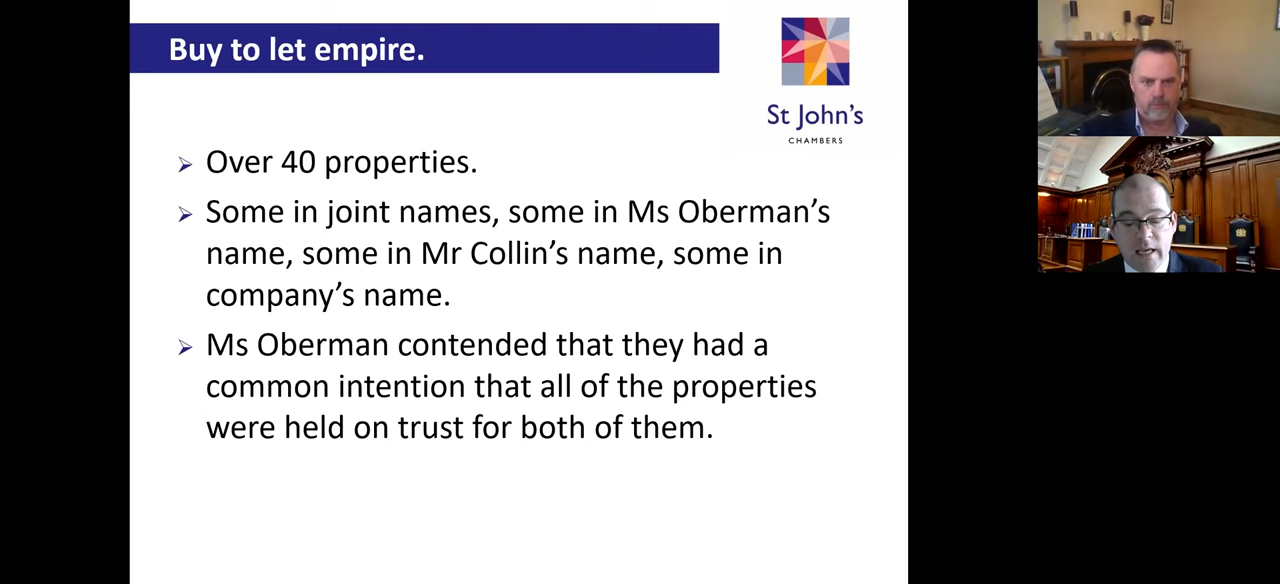 Buy to let empire.
St John's
CHAMBERS
Over 40 properties.
Some in joint names, some in Ms Oberman’s
name, some in Mr Collin’s name, some in
company’s name.
Ms Oberman contended that they had a
common intention that all of the properties
were held on trust for both of them.